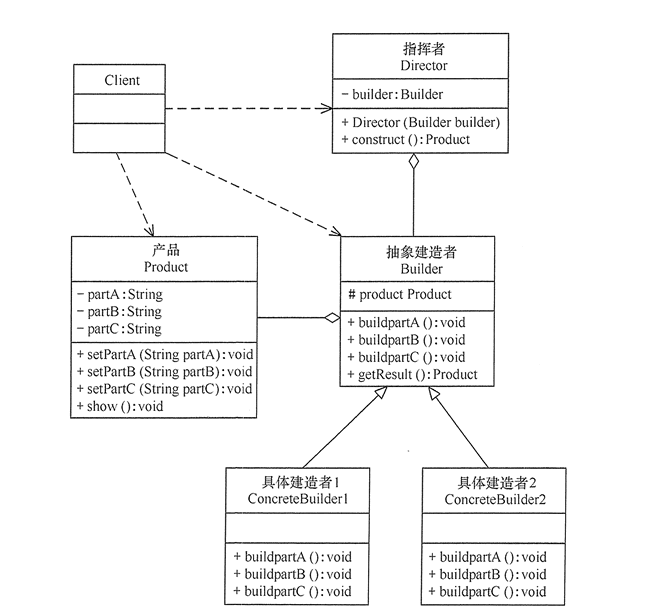 指挥者
Director
- builder:Builder
+ Director (Builder builder)
+ construct ():Product
Client
产品
Product
- partA:String
- partB:String
- partC:String
+ setPartA (String partA):void
+ setPartB (String partB):void
+ setPartC (String partC):void
+ show ():void
抽象建造者
Builder
# product Product
+ buildpartA ():void
+ buildpartB ():void
+ buildpartC ():void
+ getResult ():Product
具体建造者1
ConcreteBuilder1
+ buildpartA ():void
+ buildpartB ():void
+ buildpartC ():void
具体建造者2
ConcreteBuilder2
+ buildpartA ():void
+ buildpartB ():void
+ buildpartC ():void